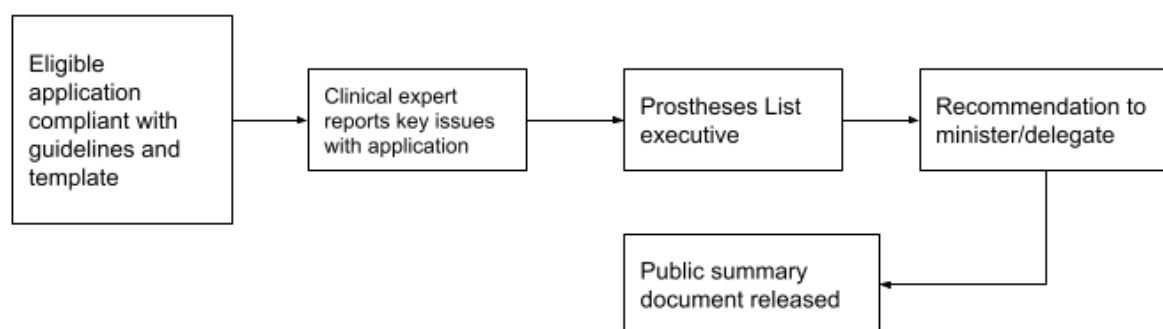 Eligible
application
compliant with
guidelines and
template
Clinical expert
reports key issues
with application
Prostheses List
executive
Recommendation to
minister/delegate
Public summary
document released